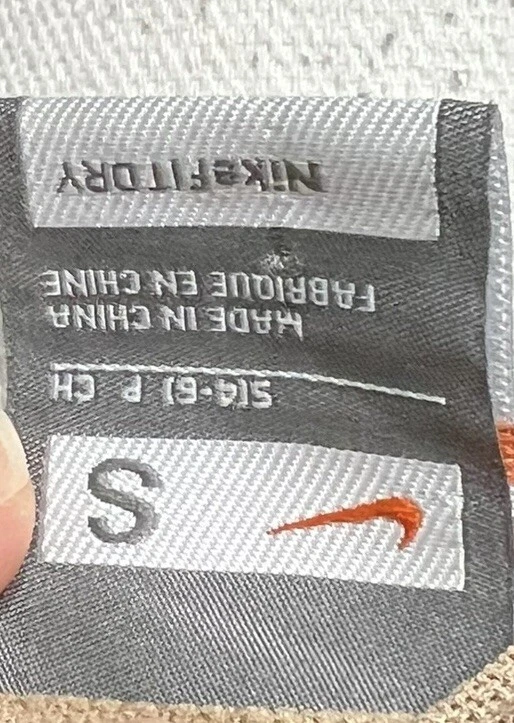 S
S(4-6) P CH
MADE IN CHINA
FABRIQUE EN CHINE
NikeFITDRY